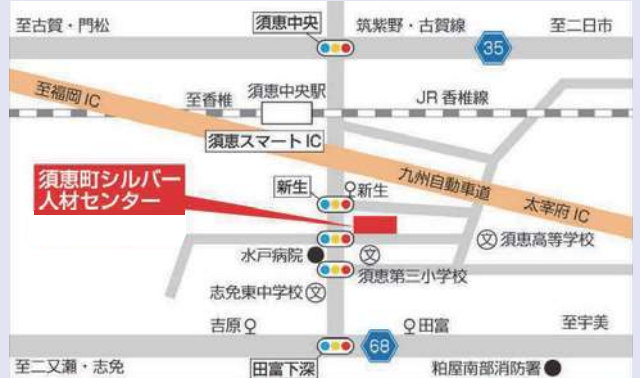 至古賀・門松
須恵中央
筑紫野・古賀線
至二日市
35
至福岡IC
至香椎
須恵中央駅
JR香椎線
須恵スマートIC
須恵町シルバー
人材センター
新生
新生
九州自動車道
太宰府IC
水戸病院
文
文
須恵高等学校
須恵第三小学校
志免東中学校
文
吉原
田富
至宇美
68
至二又瀬・志免
田富下深
粕屋南部消防署